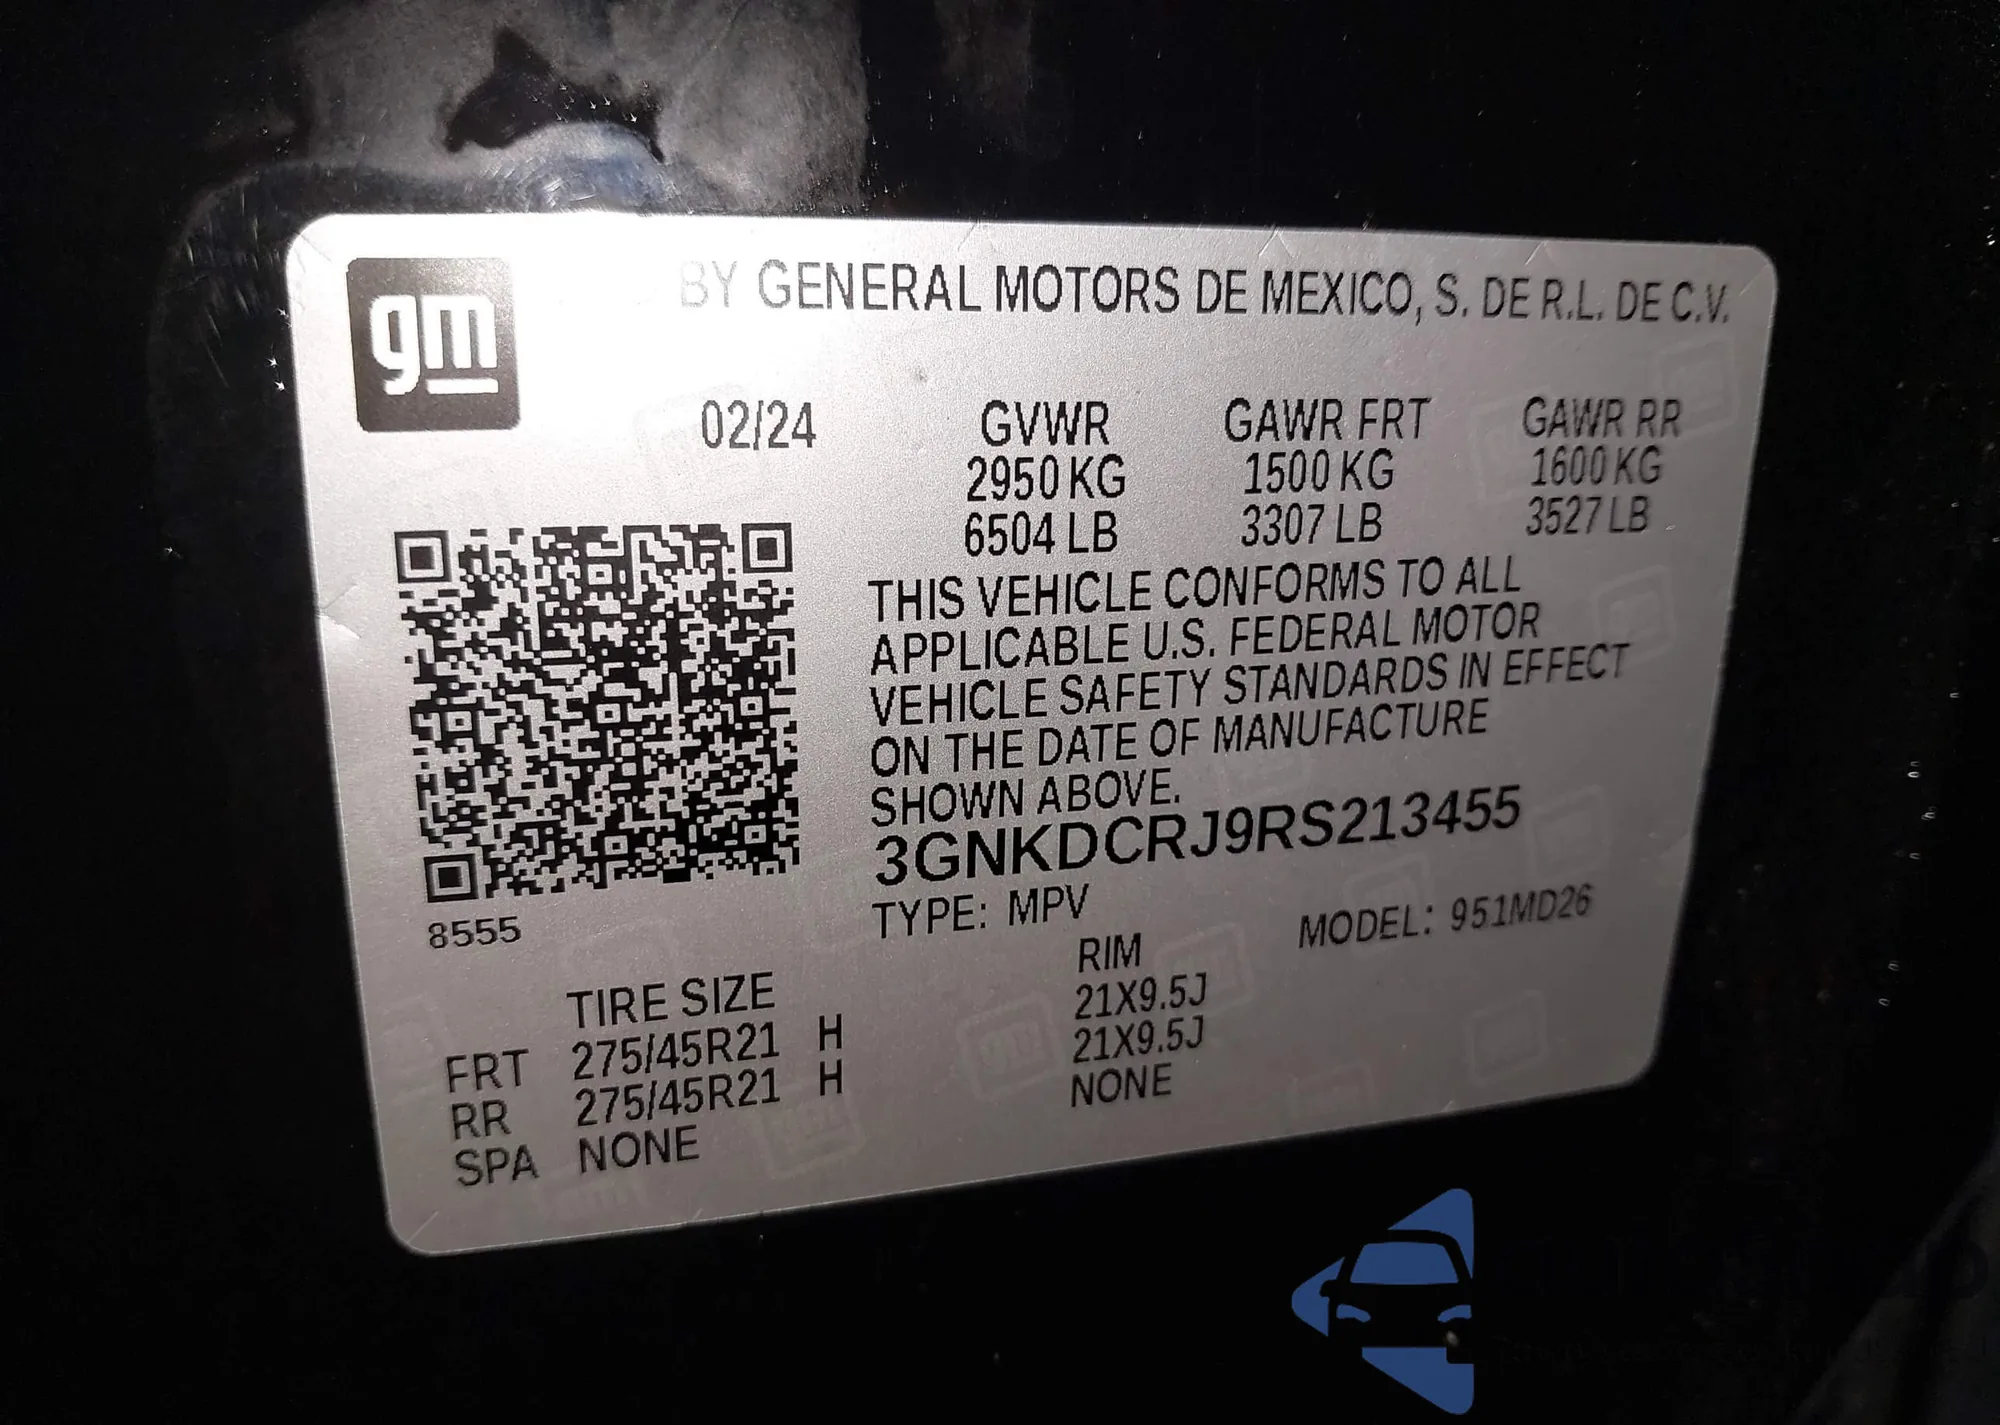 gm
BY GENERAL MOTORS DE MEXICO, S. DE R.L. DE C.V.
02/24 GVWR GAWR FRT GAWR RR
2950 KG 1500 KG 1600 KG
6504 LB 3307 LB 3527 LB
THIS VEHICLE CONFORMS TO ALL
APPLICABLE U.S. FEDERAL MOTOR
VEHICLE SAFETY STANDARDS IN EFFECT
ON THE DATE OF MANUFACTURE
SHOWN ABOVE.
3GNKDCRJ9RS213455
8555
TYPE: MPV MODEL: 951MD26
TIRE SIZE RIM
FRT 275/45R21 H 21X9.5J
RR 275/45R21 H 21X9.5J
SPA NONE NONE